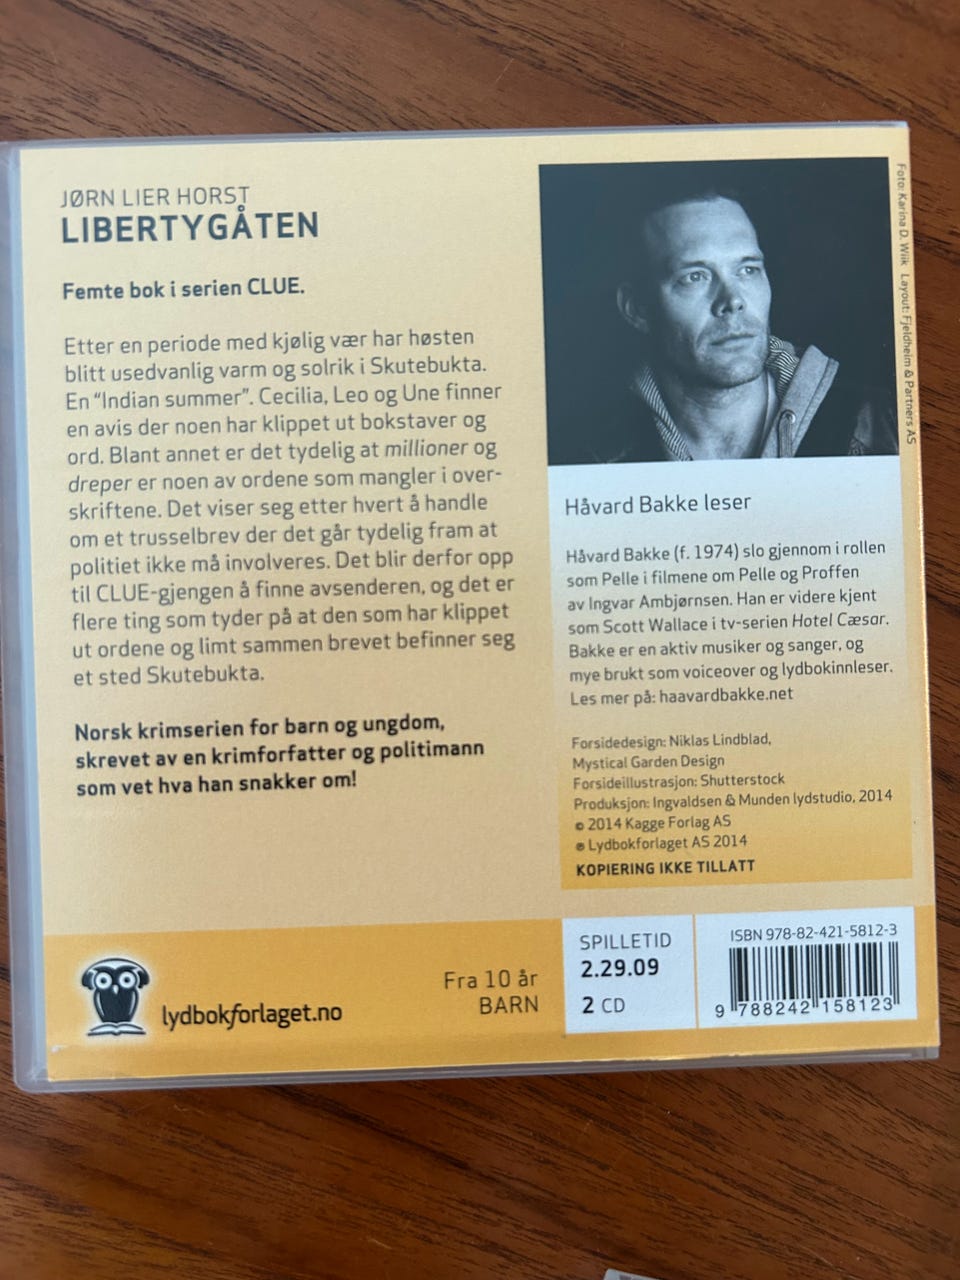 JØRN LIER HORST
LIBERTYGÅTEN
Femte bok i serien CLUE.
Etter en periode med kjølig vær har høsten
blitt usedvanlig varm og solrik i Skutebukta.
En “Indian summer”. Cecilia, Leo og Une finner
en avis der noen har klippet ut bokstaver og
ord. Blant annet er det tydelig at millioner og
dreper er noen av ordene som mangler i over-
skriftene. Det viser seg etter hvert å handle
om et trusselbrev der det går tydelig fram at
politiet ikke må involveres. Det blir derfor opp
til CLUE-gjengen å finne avsenderen, og det er
flere ting som tyder på at den som har klippet
ut ordene og limt sammen brevet befinner seg
et sted Skutebukta.
Norsk krimserien for barn og ungdom,
skrevet av en krimforfatter og politimann
som vet hva han snakker om!
Foto: Karina D. Wiik Layout: Fjeldheim & Partners AS
Håvard Bakke leser
Håvard Bakke (f. 1974) slo gjennom i rollen
som Pelle i filmene om Pelle og Proffen
av Ingvar Ambjørnsen. Han er videre kjent
som Scott Wallace i tv-serien Hotel Cæsar.
Bakke er en aktiv musiker og sanger, og
mye brukt som voiceover og lydbokinnleser.
Les mer på: haavardbakke.net
Forsidedesign: Niklas Lindblad,
Mystical Garden Design
Forsideillustrasjon: Shutterstock
Produksjon: Ingvaldsen & Munden lydstudio, 2014
© 2014 Kagge Forlag AS
℗ Lydbokforlaget AS 2014
KOPIERING IKKE TILLATT
lydbokforlaget.no
Fra 10 år
BARN
SPILLETID
2.29.09
2 CD
ISBN 978-82-421-5812-3
9 788242 158123